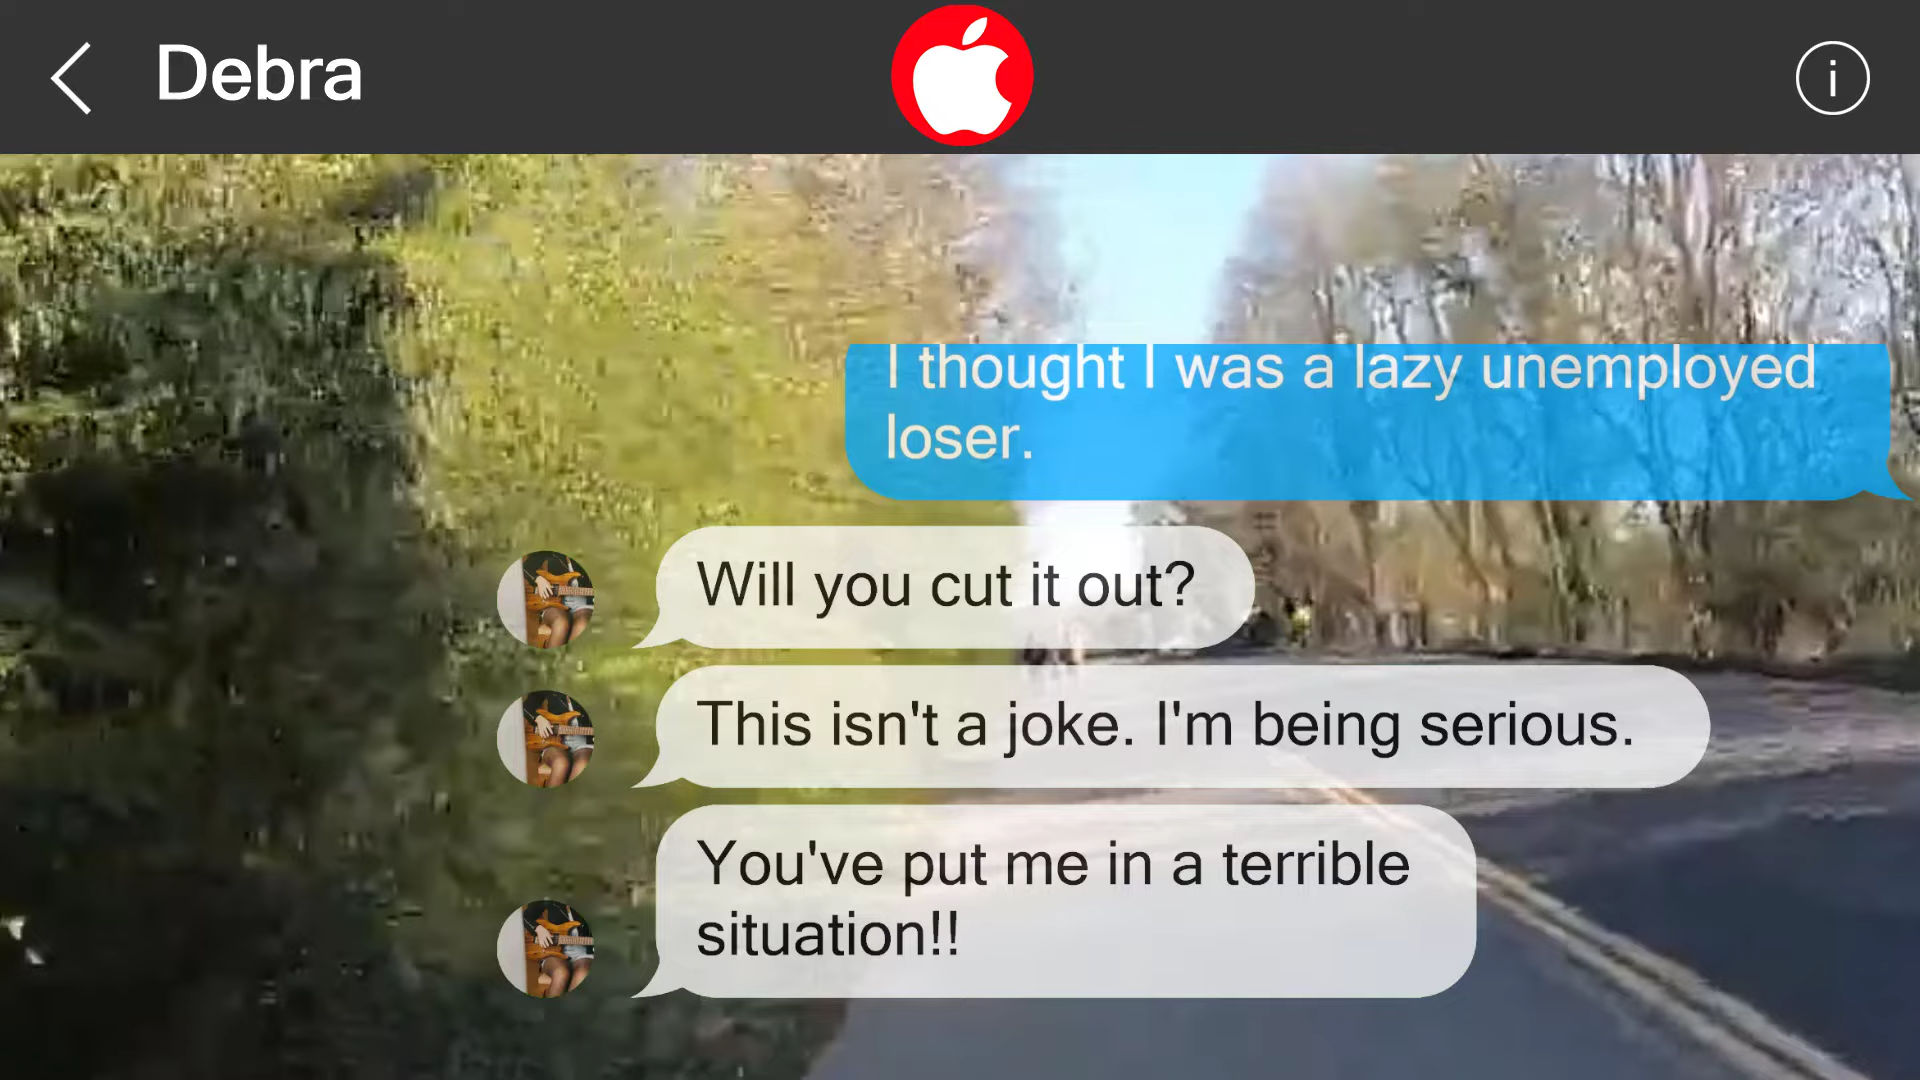 Debra
i
I thought I was a lazy unemployed
loser.
Will you cut it out?
This isn't a joke. I'm being serious.
You've put me in a terrible
situation!!